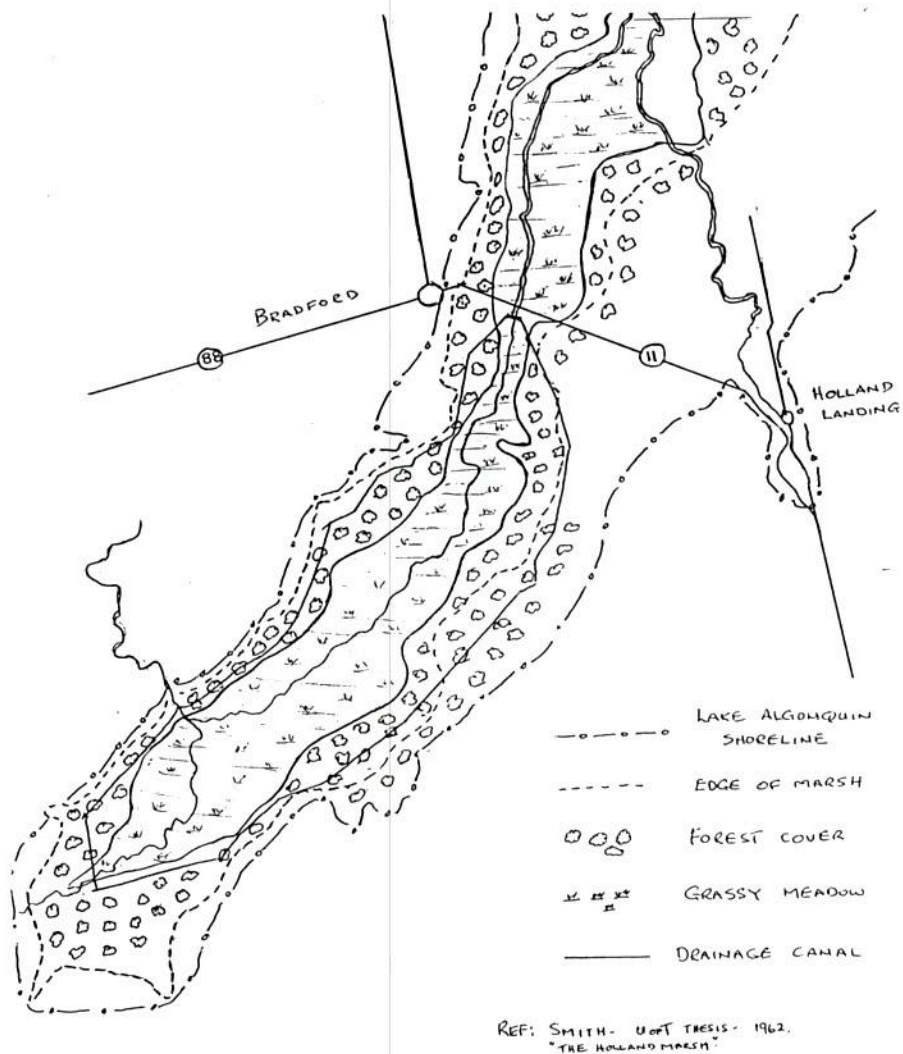 BRADFORD
88
11
HOLLAND
LANDING
LAKE ALGONQUIN
SHORELINE
EDGE OF MARSH
FOREST COVER
GRASSY MEADOW
DRAINAGE CANAL
REF: SMITH - UOFT THESIS - 1962.
"THE HOLLAND MARSH".